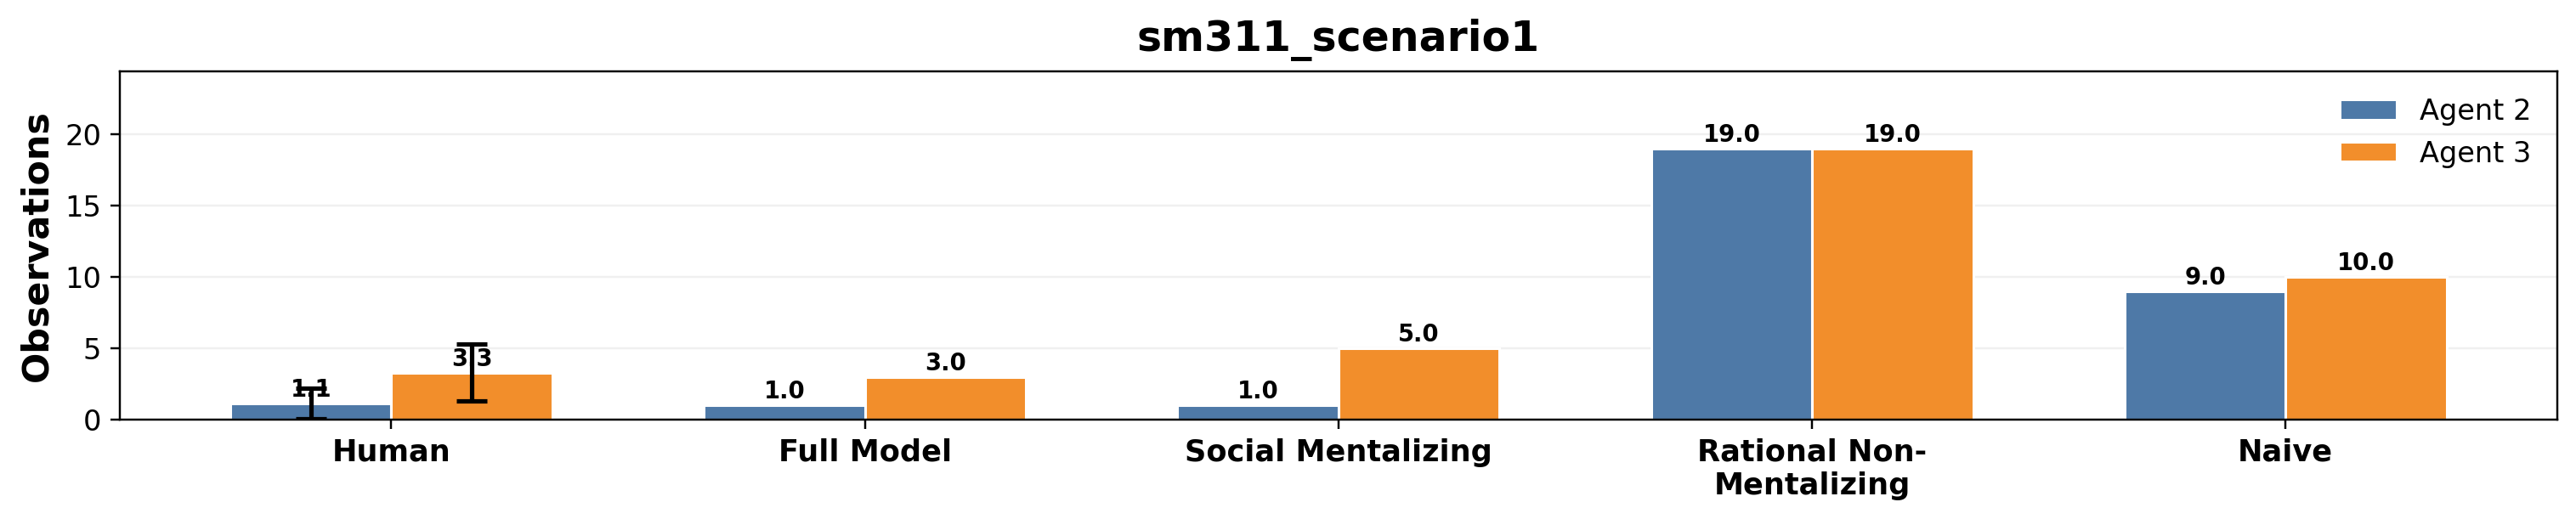 sm311_scenario1
Observations
20
15
10
5
0
Agent 2
Agent 3
1.1
3.3
1.0
3.0
1.0
5.0
19.0
19.0
9.0
10.0
Human
Full Model
Social Mentalizing
Rational Non-
Mentalizing
Naive